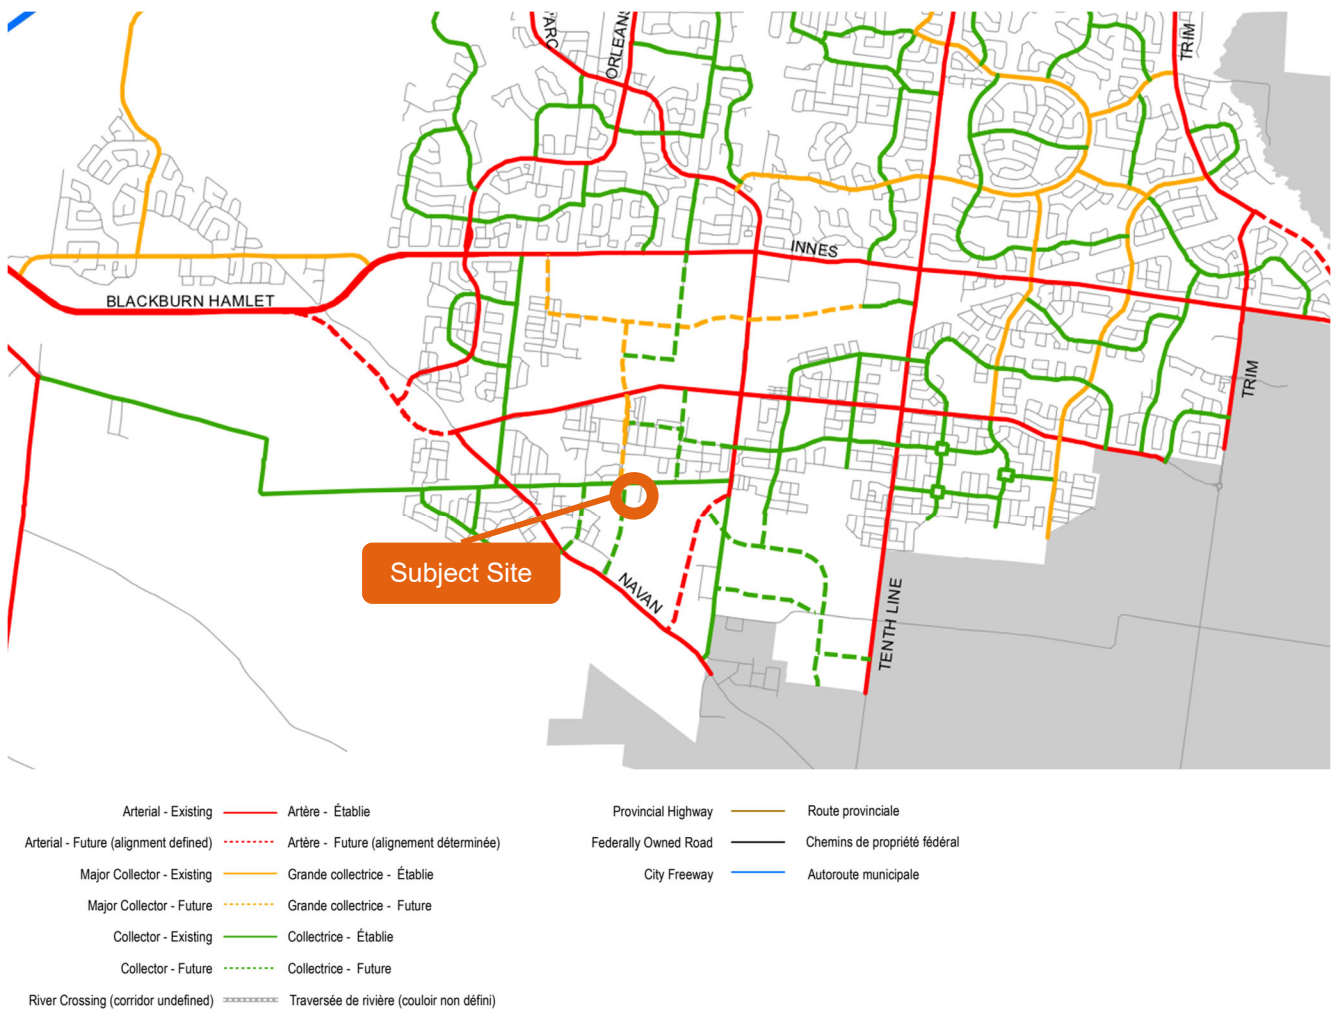 ARC
ORLEANS
TRIM
INNES
BLACKBURN HAMLET
TRIM
Subject Site
NAVAN
TENTH LINE
Arterial - Existing Artère - Établie
Arterial - Future (alignment defined) Artère - Future (alignement déterminée)
Major Collector - Existing Grande collectrice - Établie
Major Collector - Future Grande collectrice - Future
Collector - Existing Collectrice - Établie
Collector - Future Collectrice - Future
River Crossing (corridor undefined) Traversée de rivière (couloir non défini)
Provincial Highway Route provinciale
Federally Owned Road Chemins de propriété fédéral
City Freeway Autoroute municipale